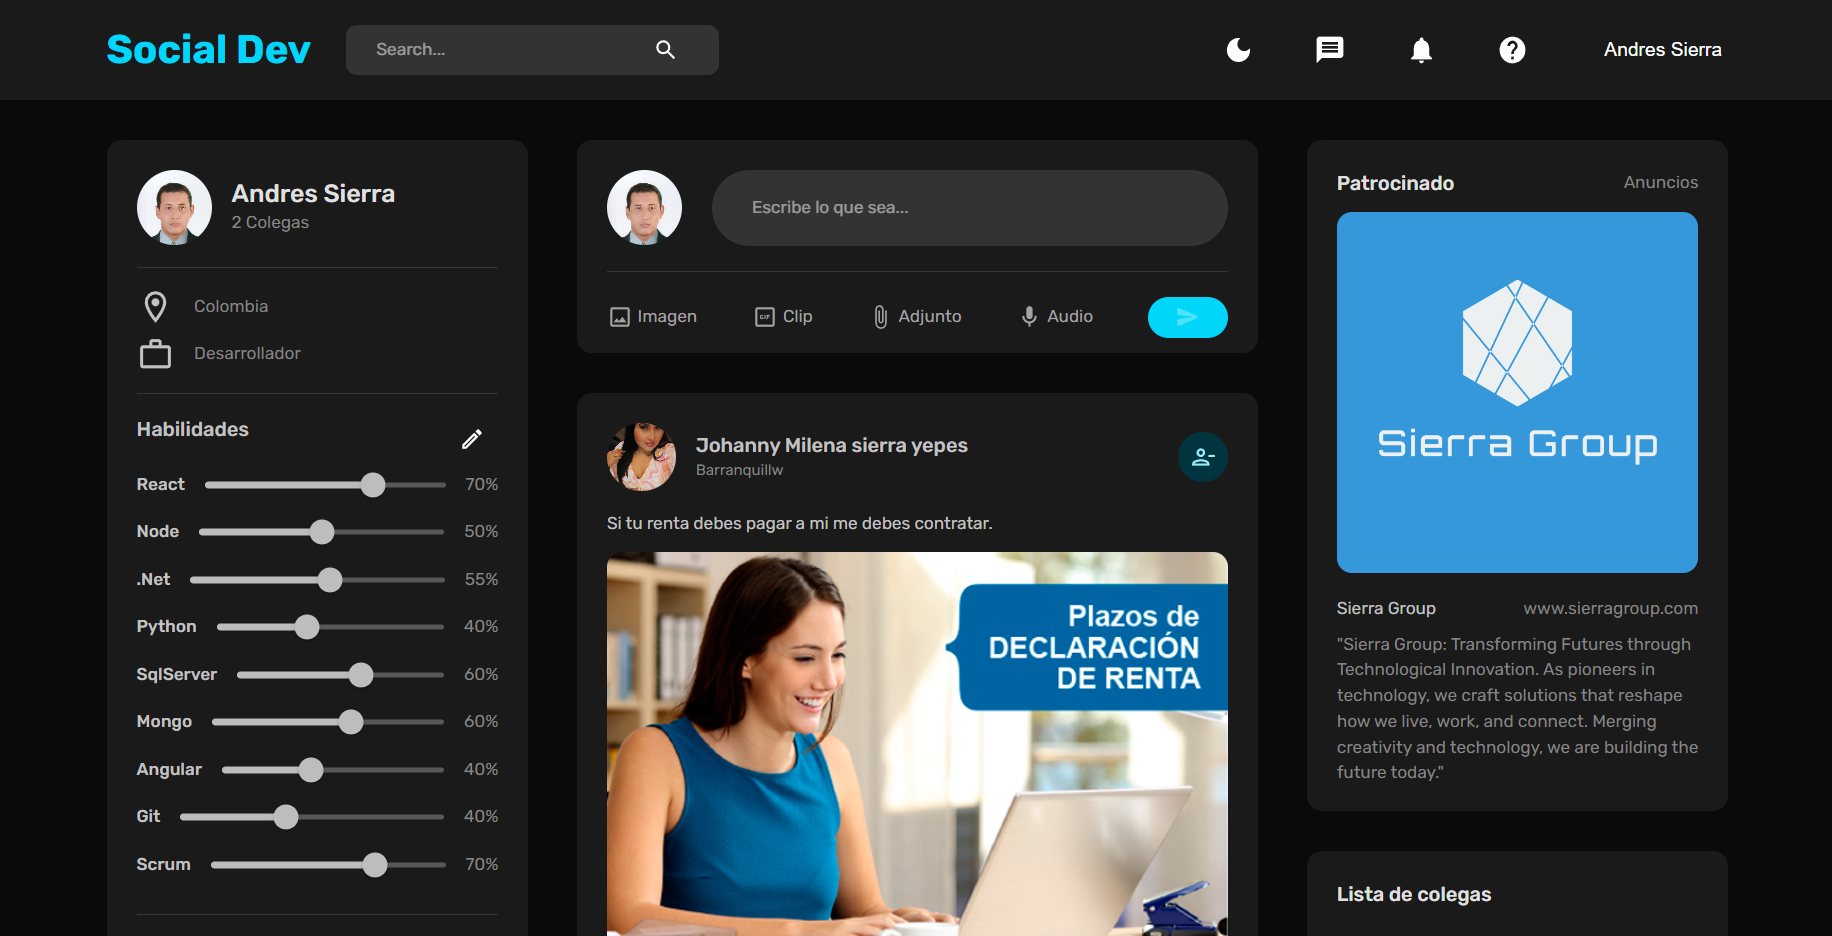 Social Dev
Search...
Andres Sierra
Andres Sierra
2 Colegas
Colombia
Desarrollador
Habilidades
React 70%
Node 50%
.Net 55%
Python 40%
SqlServer 60%
Mongo 60%
Angular 40%
Git 40%
Scrum 70%
Escribe lo que sea...
Imagen
GIF Clip
Adjunto
Audio
Johanny Milena sierra yepes
Barranquillw
Si tu renta debes pagar a mi me debes contratar.
Plazos de
DECLARACIÓN
DE RENTA
Patrocinado Anuncios
Sierra Group
Sierra Group www.sierragroup.com
"Sierra Group: Transforming Futures through
Technological Innovation. As pioneers in
technology, we craft solutions that reshape
how we live, work, and connect. Merging
creativity and technology, we are building the
future today."
Lista de colegas